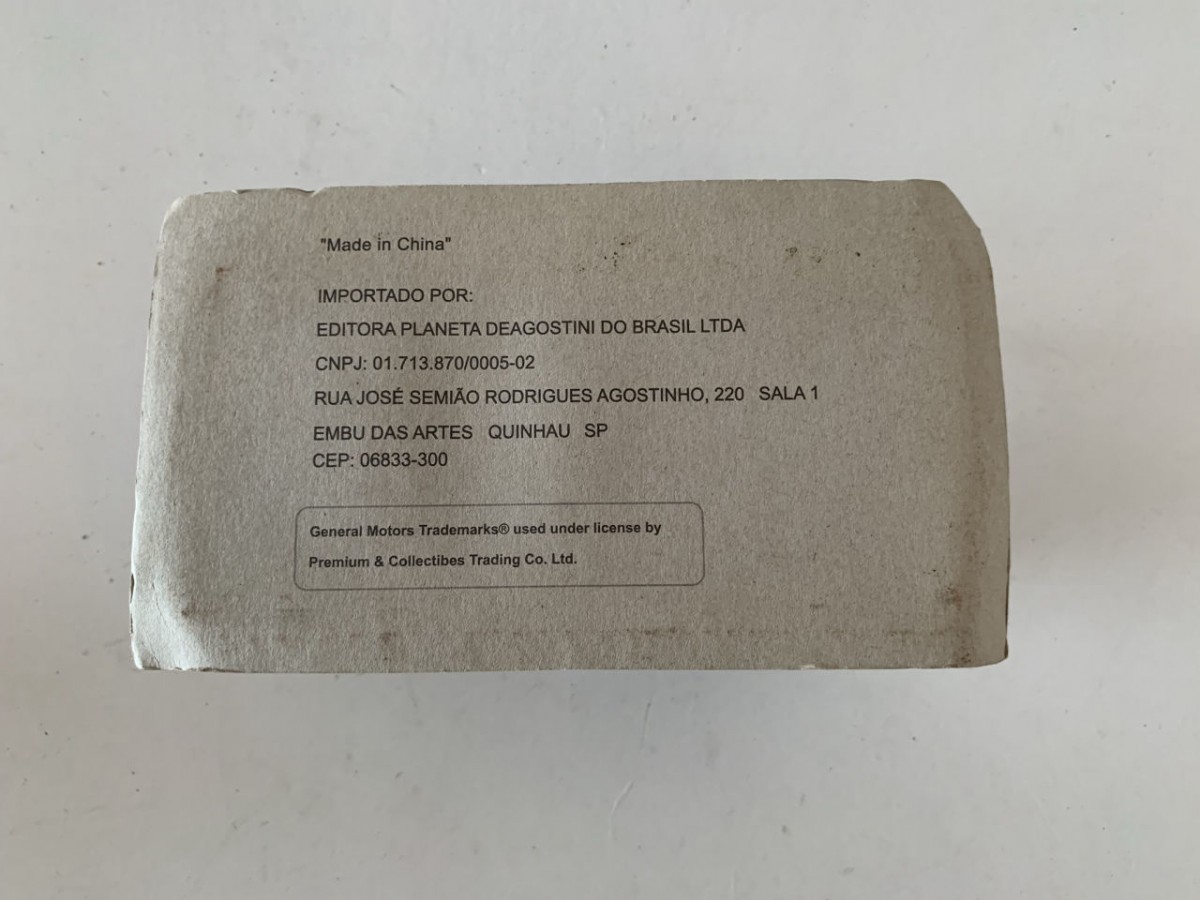 "Made in China"
IMPORTADO POR:
EDITORA PLANETA DEAGOSTINI DO BRASIL LTDA
CNPJ: 01.713.870/0005-02
RUA JOSÉ SEMIÃO RODRIGUES AGOSTINHO, 220 SALA 1
EMBU DAS ARTES QUINHAU SP
CEP: 06833-300
General Motors Trademarks® used under license by
Premium & Collectibes Trading Co. Ltd.